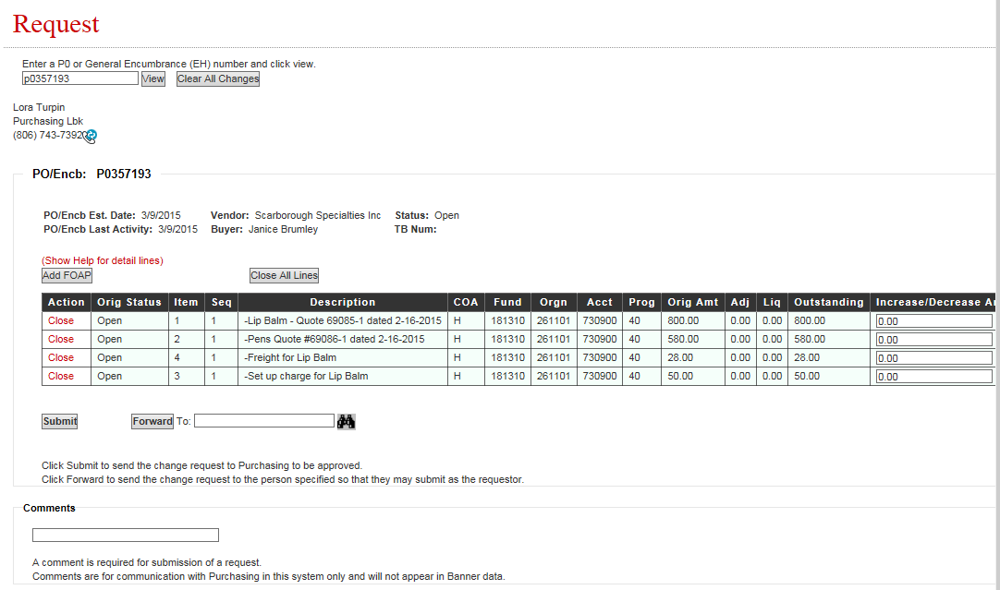 Request
Enter a P0 or General Encumbrance (EH) number and click view.
p0357193 View Clear All Changes
Lora Turpin
Purchasing Lbk
(806) 743-7392
PO/Encb: P0357193
PO/Encb Est. Date: 3/9/2015 Vendor: Scarborough Specialties Inc Status: Open
PO/Encb Last Activity: 3/9/2015 Buyer: Janice Brumley TB Num:
(Show Help for detail lines)
Add FOAP Close All Lines
Action Orig Status Item Seq Description COA Fund Orgn Acct Prog Orig Amt Adj Liq Outstanding Increase/Decrease
Close Open 1 1 -Lip Balm - Quote 69085-1 dated 2-16-2015 H 181310 261101 730900 40 800.00 0.00 0.00 800.00 0.00
Close Open 2 1 -Pens Quote #69086-1 dated 2-16-2015 H 181310 261101 730900 40 580.00 0.00 0.00 580.00 0.00
Close Open 4 1 -Freight for Lip Balm H 181310 261101 730900 40 28.00 0.00 0.00 28.00 0.00
Close Open 3 1 -Set up charge for Lip Balm H 181310 261101 730900 40 50.00 0.00 0.00 50.00 0.00
Submit Forward To:
Click Submit to send the change request to Purchasing to be approved.
Click Forward to send the change request to the person specified so that they may submit as the requestor.
Comments
A comment is required for submission of a request.
Comments are for communication with Purchasing in this system only and will not appear in Banner data.